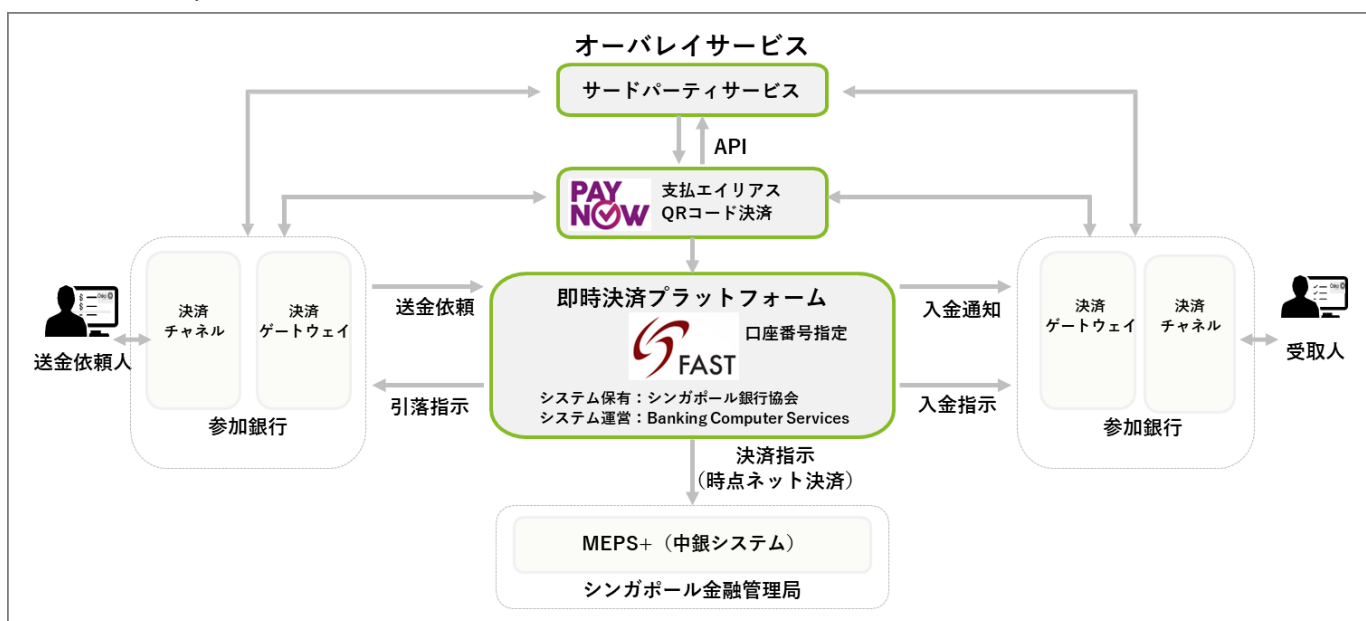 オーバレイサービス
サードパーティサービス
API
PAY
NOW
支払エイリアス
QRコード決済
決済
チャネル
決済
ゲートウェイ
送金依頼人
参加銀行
送金依頼
引落指示
即時決済プラットフォーム
口座番号指定
FAST
システム保有：シンガポール銀行協会
システム運営：Banking Computer Services
入金通知
入金指示
決済
ゲートウェイ
決済
チャネル
受取人
参加銀行
決済指示
（時点ネット決済）
MEPS+（中銀システム）
シンガポール金融管理局